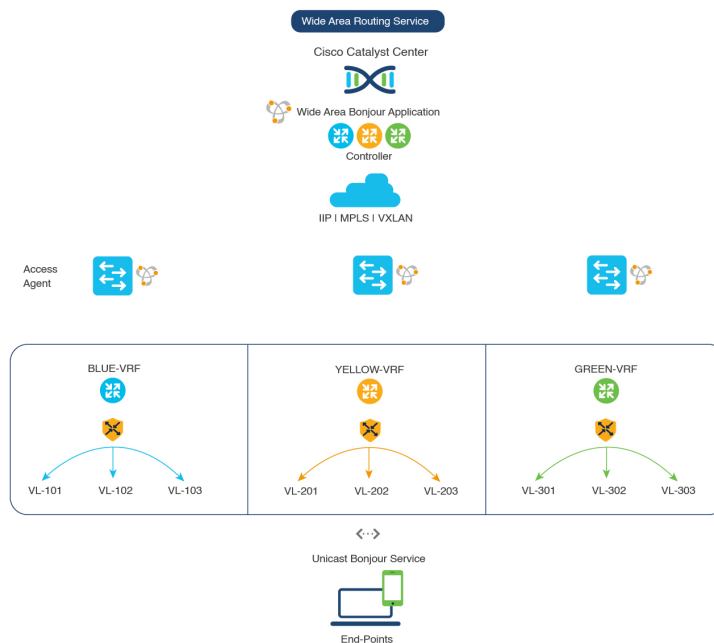 Wide Area Routing Service
Cisco Catalyst Center
Wide Area Bonjour Application
Controller
IIP I MPLS I VXLAN
Access
Agent
BLUE-VRF
YELLOW-VRF
GREEN-VRF
VL-101
VL-102
VL-103
VL-201
VL-202
VL-203
VL-301
VL-302
VL-303
Unicast Bonjour Service
End-Points